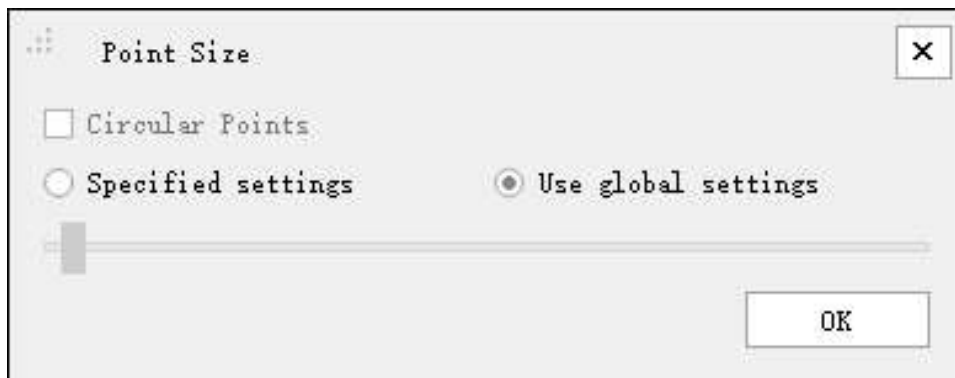 Point Size
Circular Points
Specified settings
Use global settings
OK